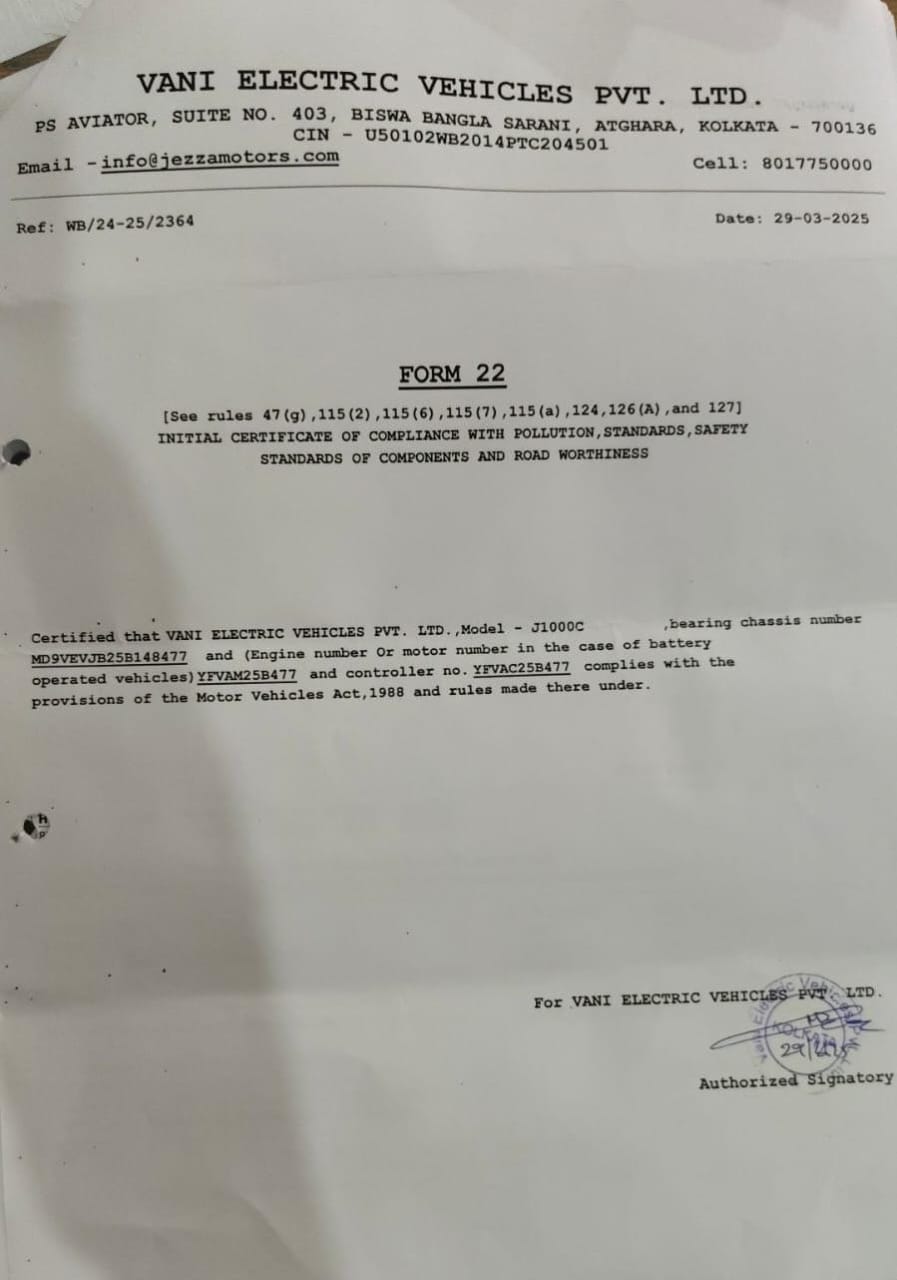 VANI ELECTRIC VEHICLES PVT. LTD.
PS AVIATOR, SUITE NO. 403, BISWA BANGLA SARANI, ATGHARA, KOLKATA - 700136
CIN - U50102WB2014PTC204501
Email -info@jezzamotors.com Cell: 8017750000
Ref: WB/24-25/2364 Date: 29-03-2025
FORM 22
[See rules 47(g),115(2),115(6),115(7),115(a),124,126(A),and 127]
INITIAL CERTIFICATE OF COMPLIANCE WITH POLLUTION,STANDARDS,SAFETY
STANDARDS OF COMPONENTS AND ROAD WORTHINESS
Certified that VANI ELECTRIC VEHICLES PVT. LTD.,Model - J1000C ,bearing chassis number
MD9VEVJB25B148477 and (Engine number Or motor number in the case of battery
operated vehicles)YFVAM25B477 and controller no. YFVAC25B477 complies with the
provisions of the Motor Vehicles Act,1988 and rules made there under.
For VANI ELECTRIC VEHICLES PVT. LTD.
KOLKATA
Authorized Signatory